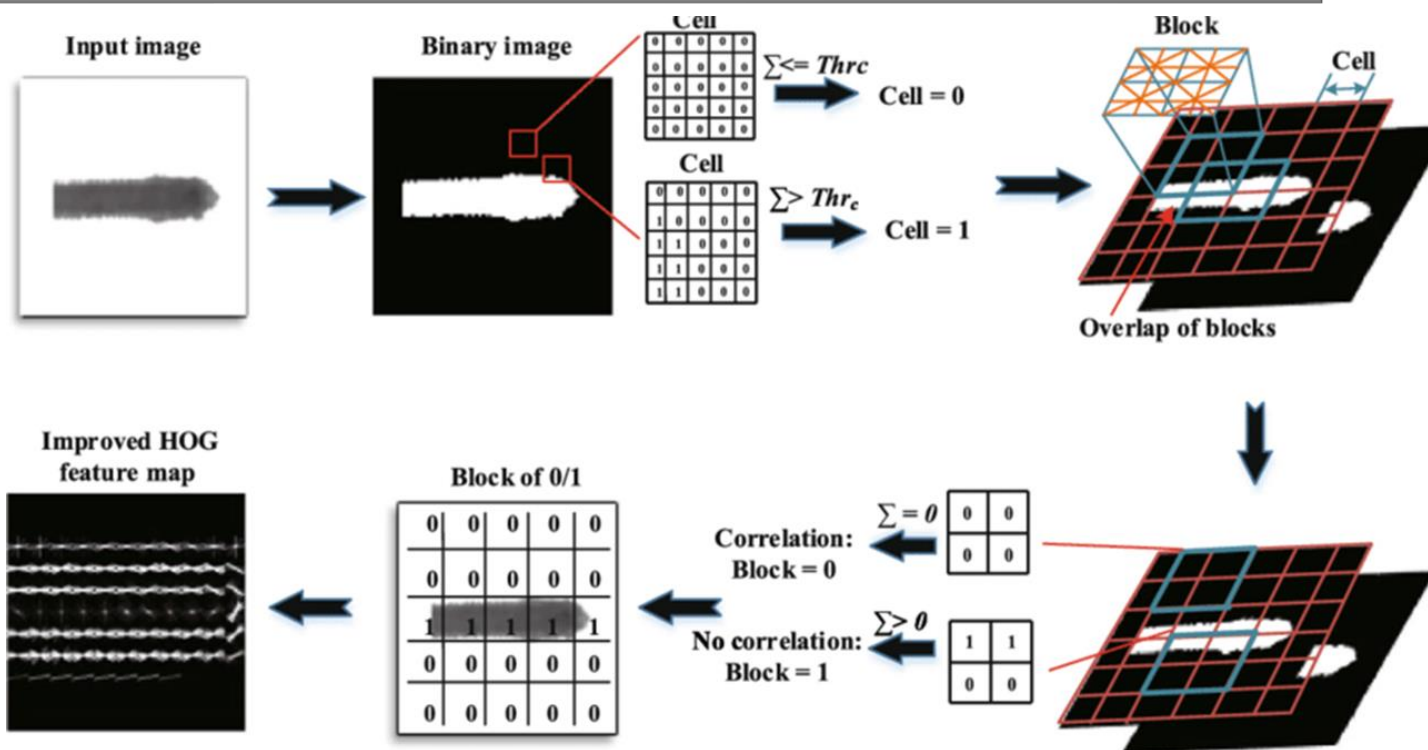 Input image
Binary image
Cell
0 0 0 0 0
0 0 0 0 0
0 0 0 0 0
0 0 0 0 0
0 0 0 0 0
∑<= Thrc
Cell = 0
Cell
0 0 0 0 0
1 0 0 0 0
1 1 0 0 0
1 1 0 0 0
1 1 0 0 0
∑> Thrc
Cell = 1
Block
Cell
Overlap of blocks
0 0
0 0
∑ = 0
Correlation:
Block = 0
1 1
0 0
∑> 0
No correlation:
Block = 1
Block of 0/1
0 0 0 0 0
0 0 0 0 0
1 1 1 1 1
0 0 0 0 0
0 0 0 0 0
Improved HOG
feature map